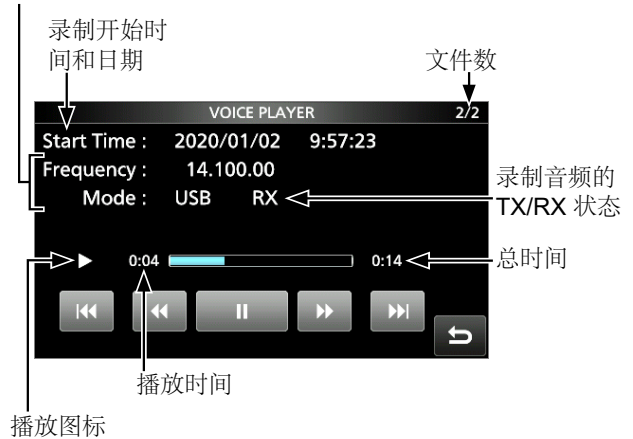 录制开始时
间和日期
文件数
VOICE PLAYER 2/2
Start Time : 2020/01/02 9:57:23
Frequency : 14.100.00
Mode : USB RX
录制音频的
TX/RX 状态
0:04 0:14
总时间
播放时间
播放图标